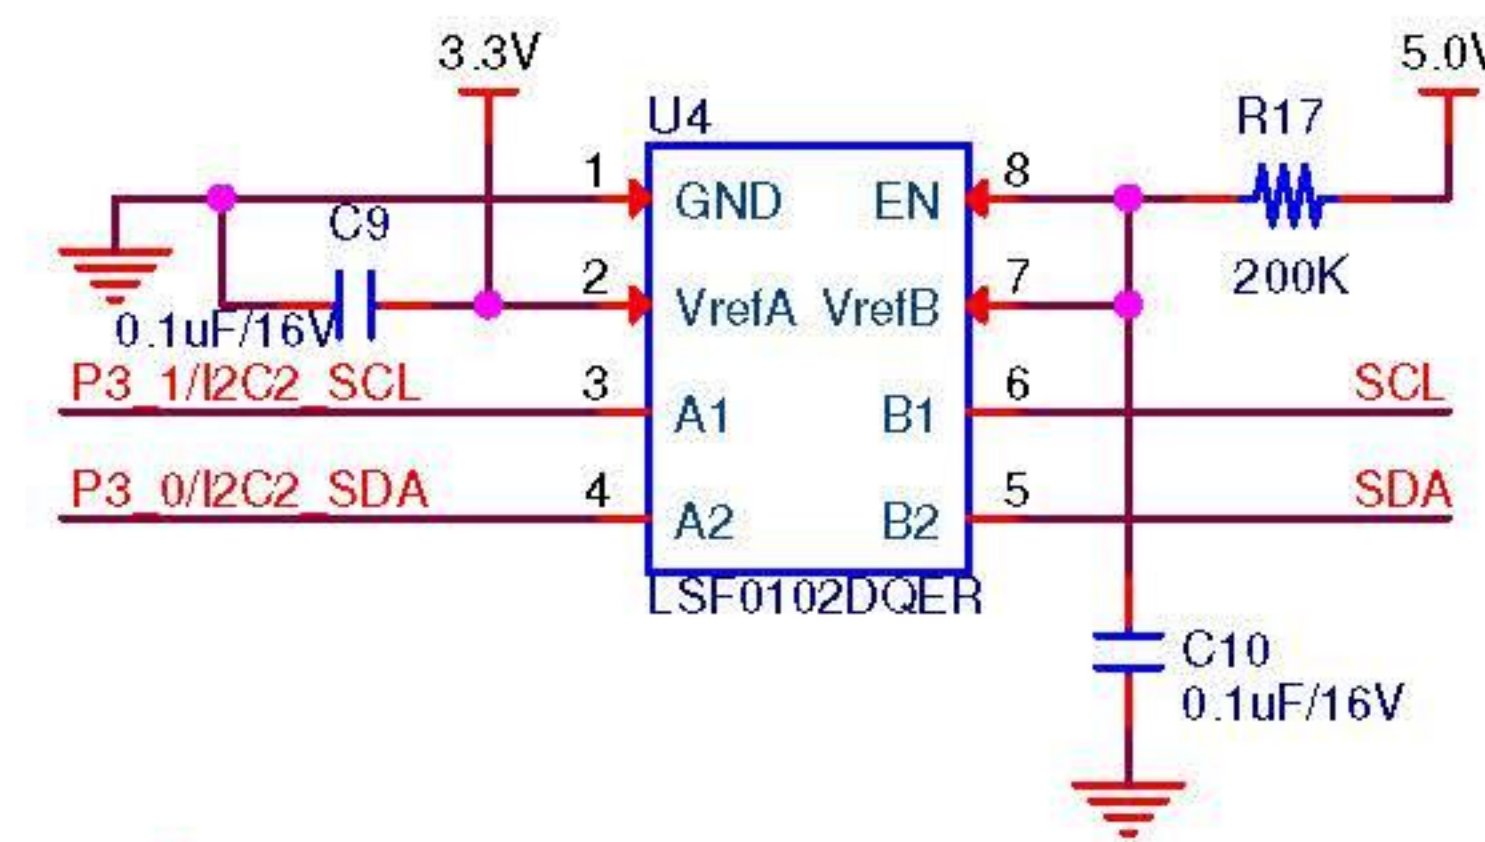 3.3V
5.0V
U4
R17
1
8
GND
EN
C9
200K
2
7
VrefA
VrefB
0.1uF/16V
P3_1/I2C2_SCL
3
6
SCL
A1
B1
P3_0/I2C2_SDA
4
5
SDA
A2
B2
LSF0102DQER
C10
0.1uF/16V